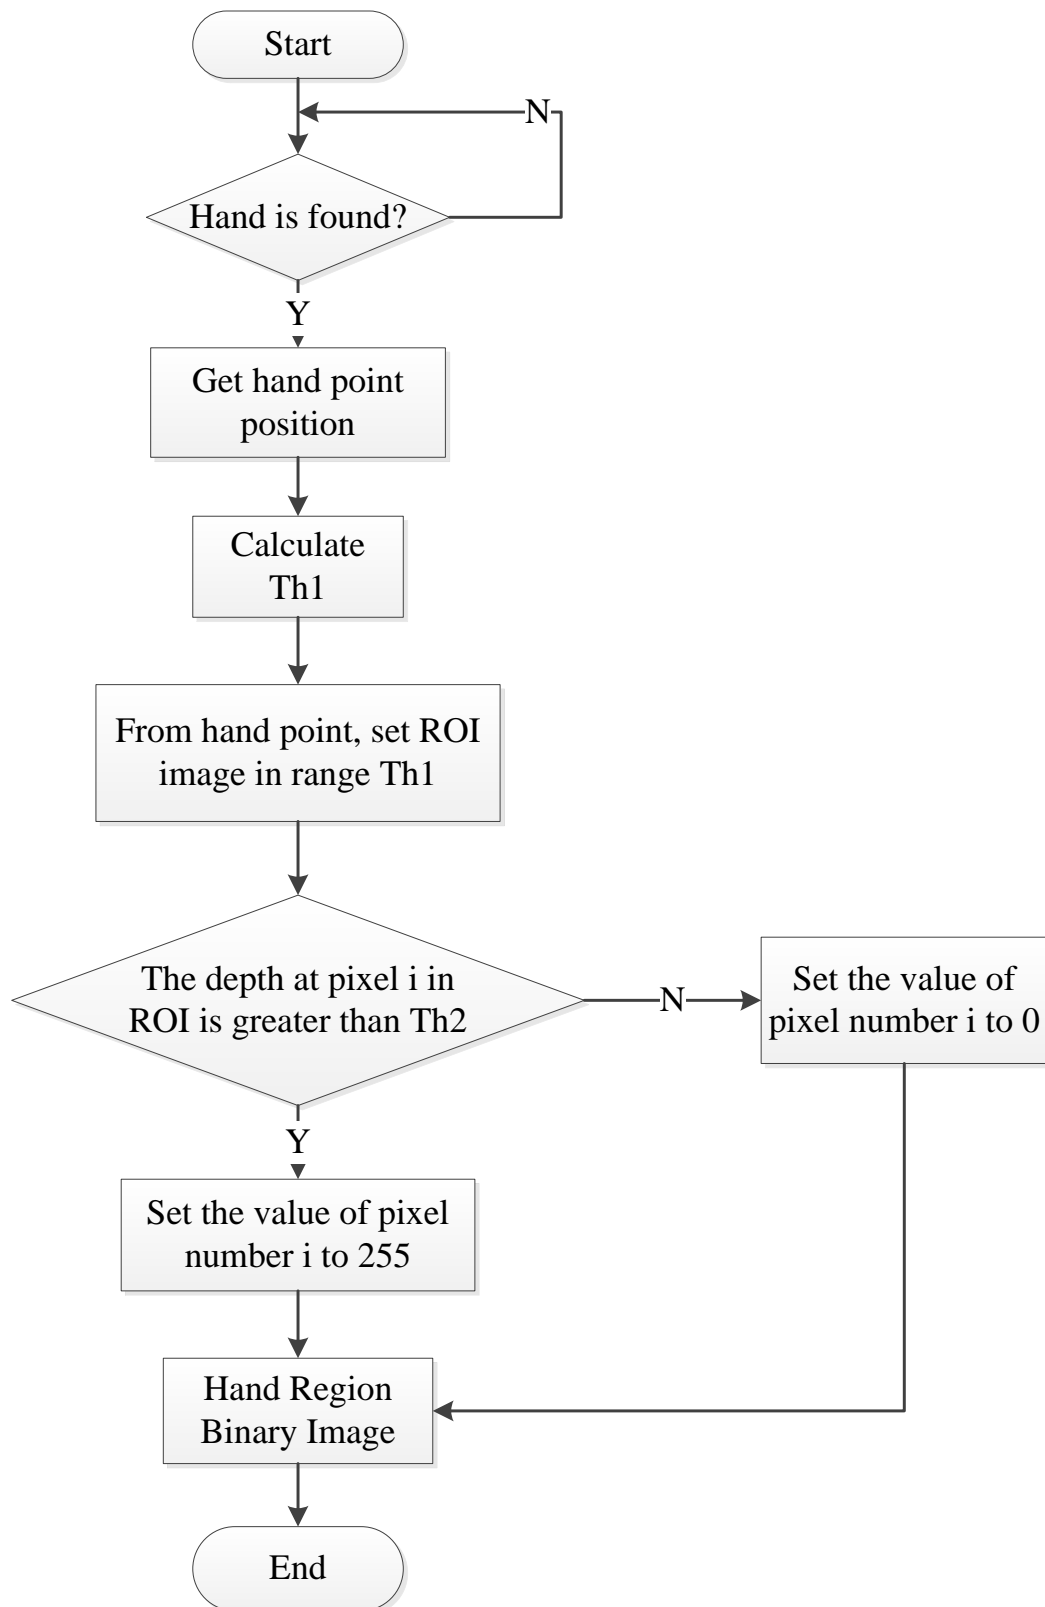 Start
N
Hand is found?
Y
Get hand point
position
Calculate
Th1
From hand point, set ROI
image in range Th1
The depth at pixel i in
ROI is greater than Th2
N
Set the value of
pixel number i to 0
Y
Set the value of pixel
number i to 255
Hand Region
Binary Image
End